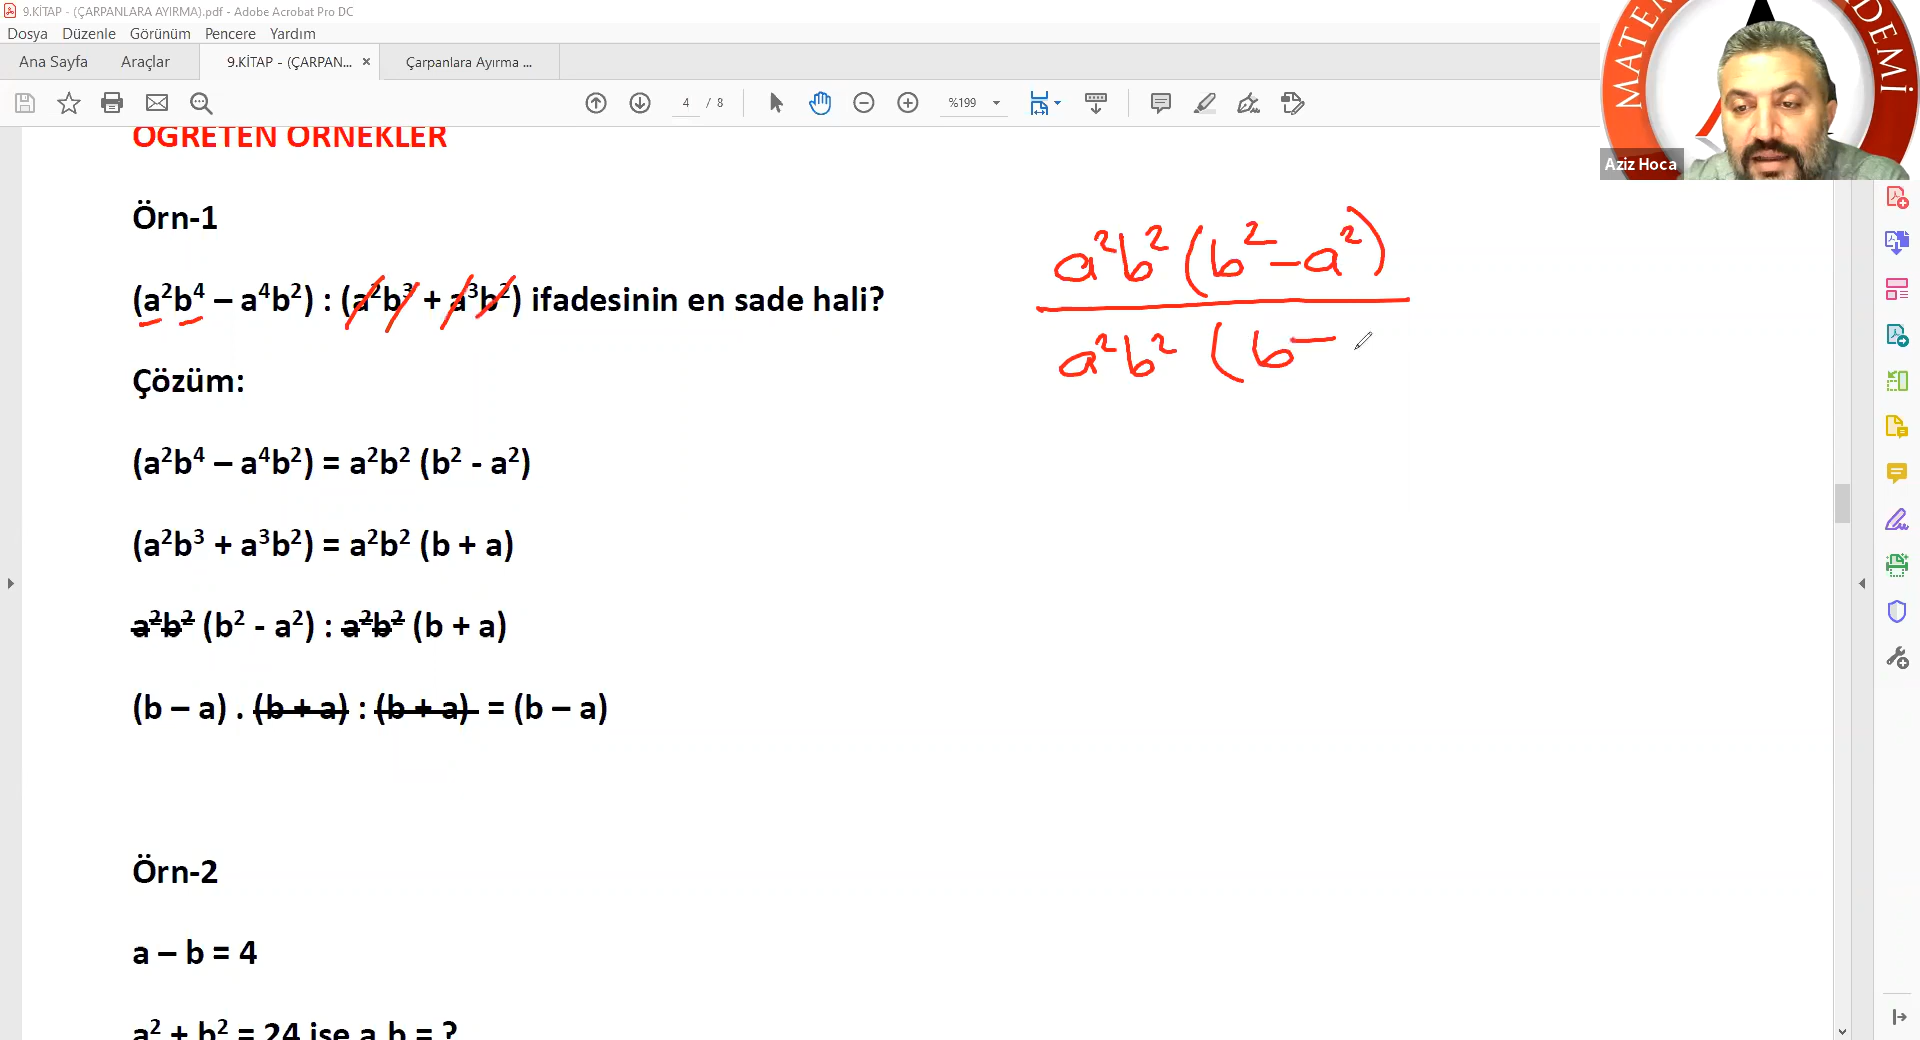 9.KİTAP - (ÇARPANLARA AYIRMA).pdf - Adobe Acrobat Pro DC
Dosya Düzenle Görünüm Pencere Yardım
Ana Sayfa Araçlar 9.KİTAP - (ÇARPAN... × Çarpanlara Ayırma ...
4 / 8 %199
MATEM
DEMİ
Aziz Hoca
ÖĞRETEN ÖRNEKLER
Örn-1
(a²b⁴ – a⁴b²) : (a²b³ + a³b²) ifadesinin en sade hali?
Çözüm:
(a²b⁴ – a⁴b²) = a²b² (b² - a²)
(a²b³ + a³b²) = a²b² (b + a)
a²b² (b² - a²) : a²b² (b + a)
(b – a) . (b + a) : (b + a) = (b – a)
Örn-2
a – b = 4
a² + b² = 24 ise a.b = ?
a²b² (b² – a²)
a²b² (b –